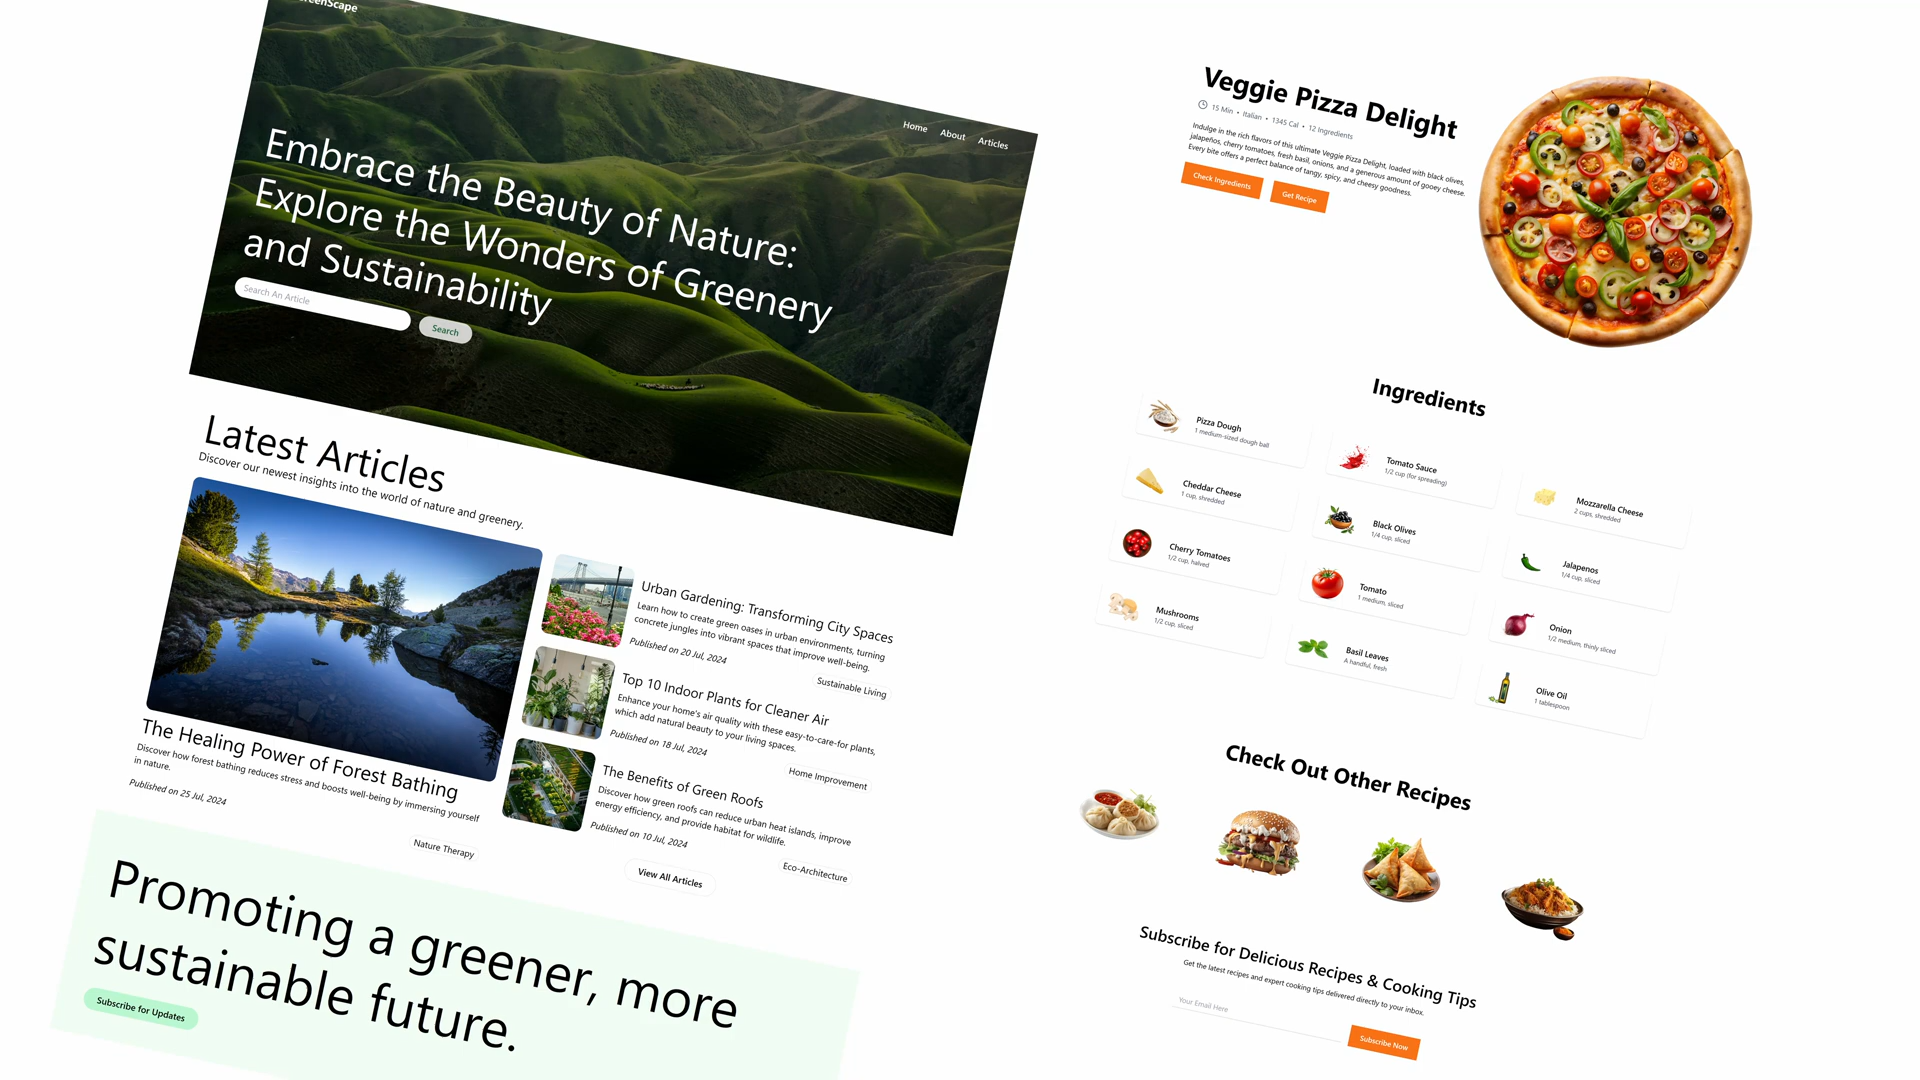 Home
About
Articles
Embrace the Beauty of Nature:
Explore the Wonders of Greenery
and Sustainability
Search An Article
Search
Latest Articles
Discover our newest insights into the world of nature and greenery.
The Healing Power of Forest Bathing
Discover how forest bathing reduces stress and boosts well-being by immersing yourself
in nature.
Published on 25 Jul, 2024
Nature Therapy
Urban Gardening: Transforming City Spaces
Learn how to create green oases in urban environments, turning
concrete jungles into vibrant spaces that improve well-being.
Published on 20 Jul, 2024
Sustainable Living
Top 10 Indoor Plants for Cleaner Air
Enhance your home's air quality with these easy-to-care-for plants,
which add natural beauty to your living spaces.
Published on 18 Jul, 2024
Home Improvement
The Benefits of Green Roofs
Discover how green roofs can reduce urban heat islands, improve
energy efficiency, and provide habitat for wildlife.
Published on 10 Jul, 2024
Eco-Architecture
View All Articles
Promoting a greener, more
sustainable future.
Subscribe for Updates
Veggie Pizza Delight
15 Min • Italian • 1345 Cal • 12 Ingredients
Indulge in the rich flavors of this ultimate Veggie Pizza Delight, loaded with black olives,
jalapeños, cherry tomatoes, fresh basil, onions, and a generous amount of gooey cheese.
Every bite offers a perfect balance of tangy, spicy, and cheesy goodness.
Check Ingredients
Get Recipe
Ingredients
Pizza Dough
1 medium-sized dough ball
Tomato Sauce
1/2 cup (for spreading)
Mozzarella Cheese
2 cups, shredded
Cheddar Cheese
1 cup, shredded
Black Olives
1/4 cup, sliced
Jalapenos
1/4 cup, sliced
Cherry Tomatoes
1/2 cup, halved
Tomato
1 medium, sliced
Onion
1/2 medium, thinly sliced
Mushrooms
1/2 cup, sliced
Basil Leaves
A handful, fresh
Olive Oil
1 tablespoon
Check Out Other Recipes
Subscribe for Delicious Recipes & Cooking Tips
Get the latest recipes and expert cooking tips delivered directly to your inbox.
Your Email Here
Subscribe Now